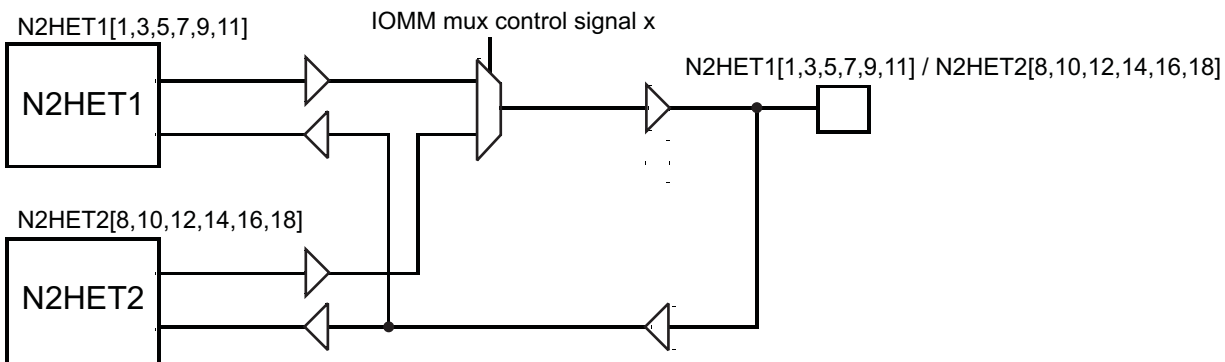 N2HET1[1,3,5,7,9,11]
IOMM mux control signal x
N2HET1[1,3,5,7,9,11] / N2HET2[8,10,12,14,16,18]
N2HET1
N2HET2[8,10,12,14,16,18]
N2HET2